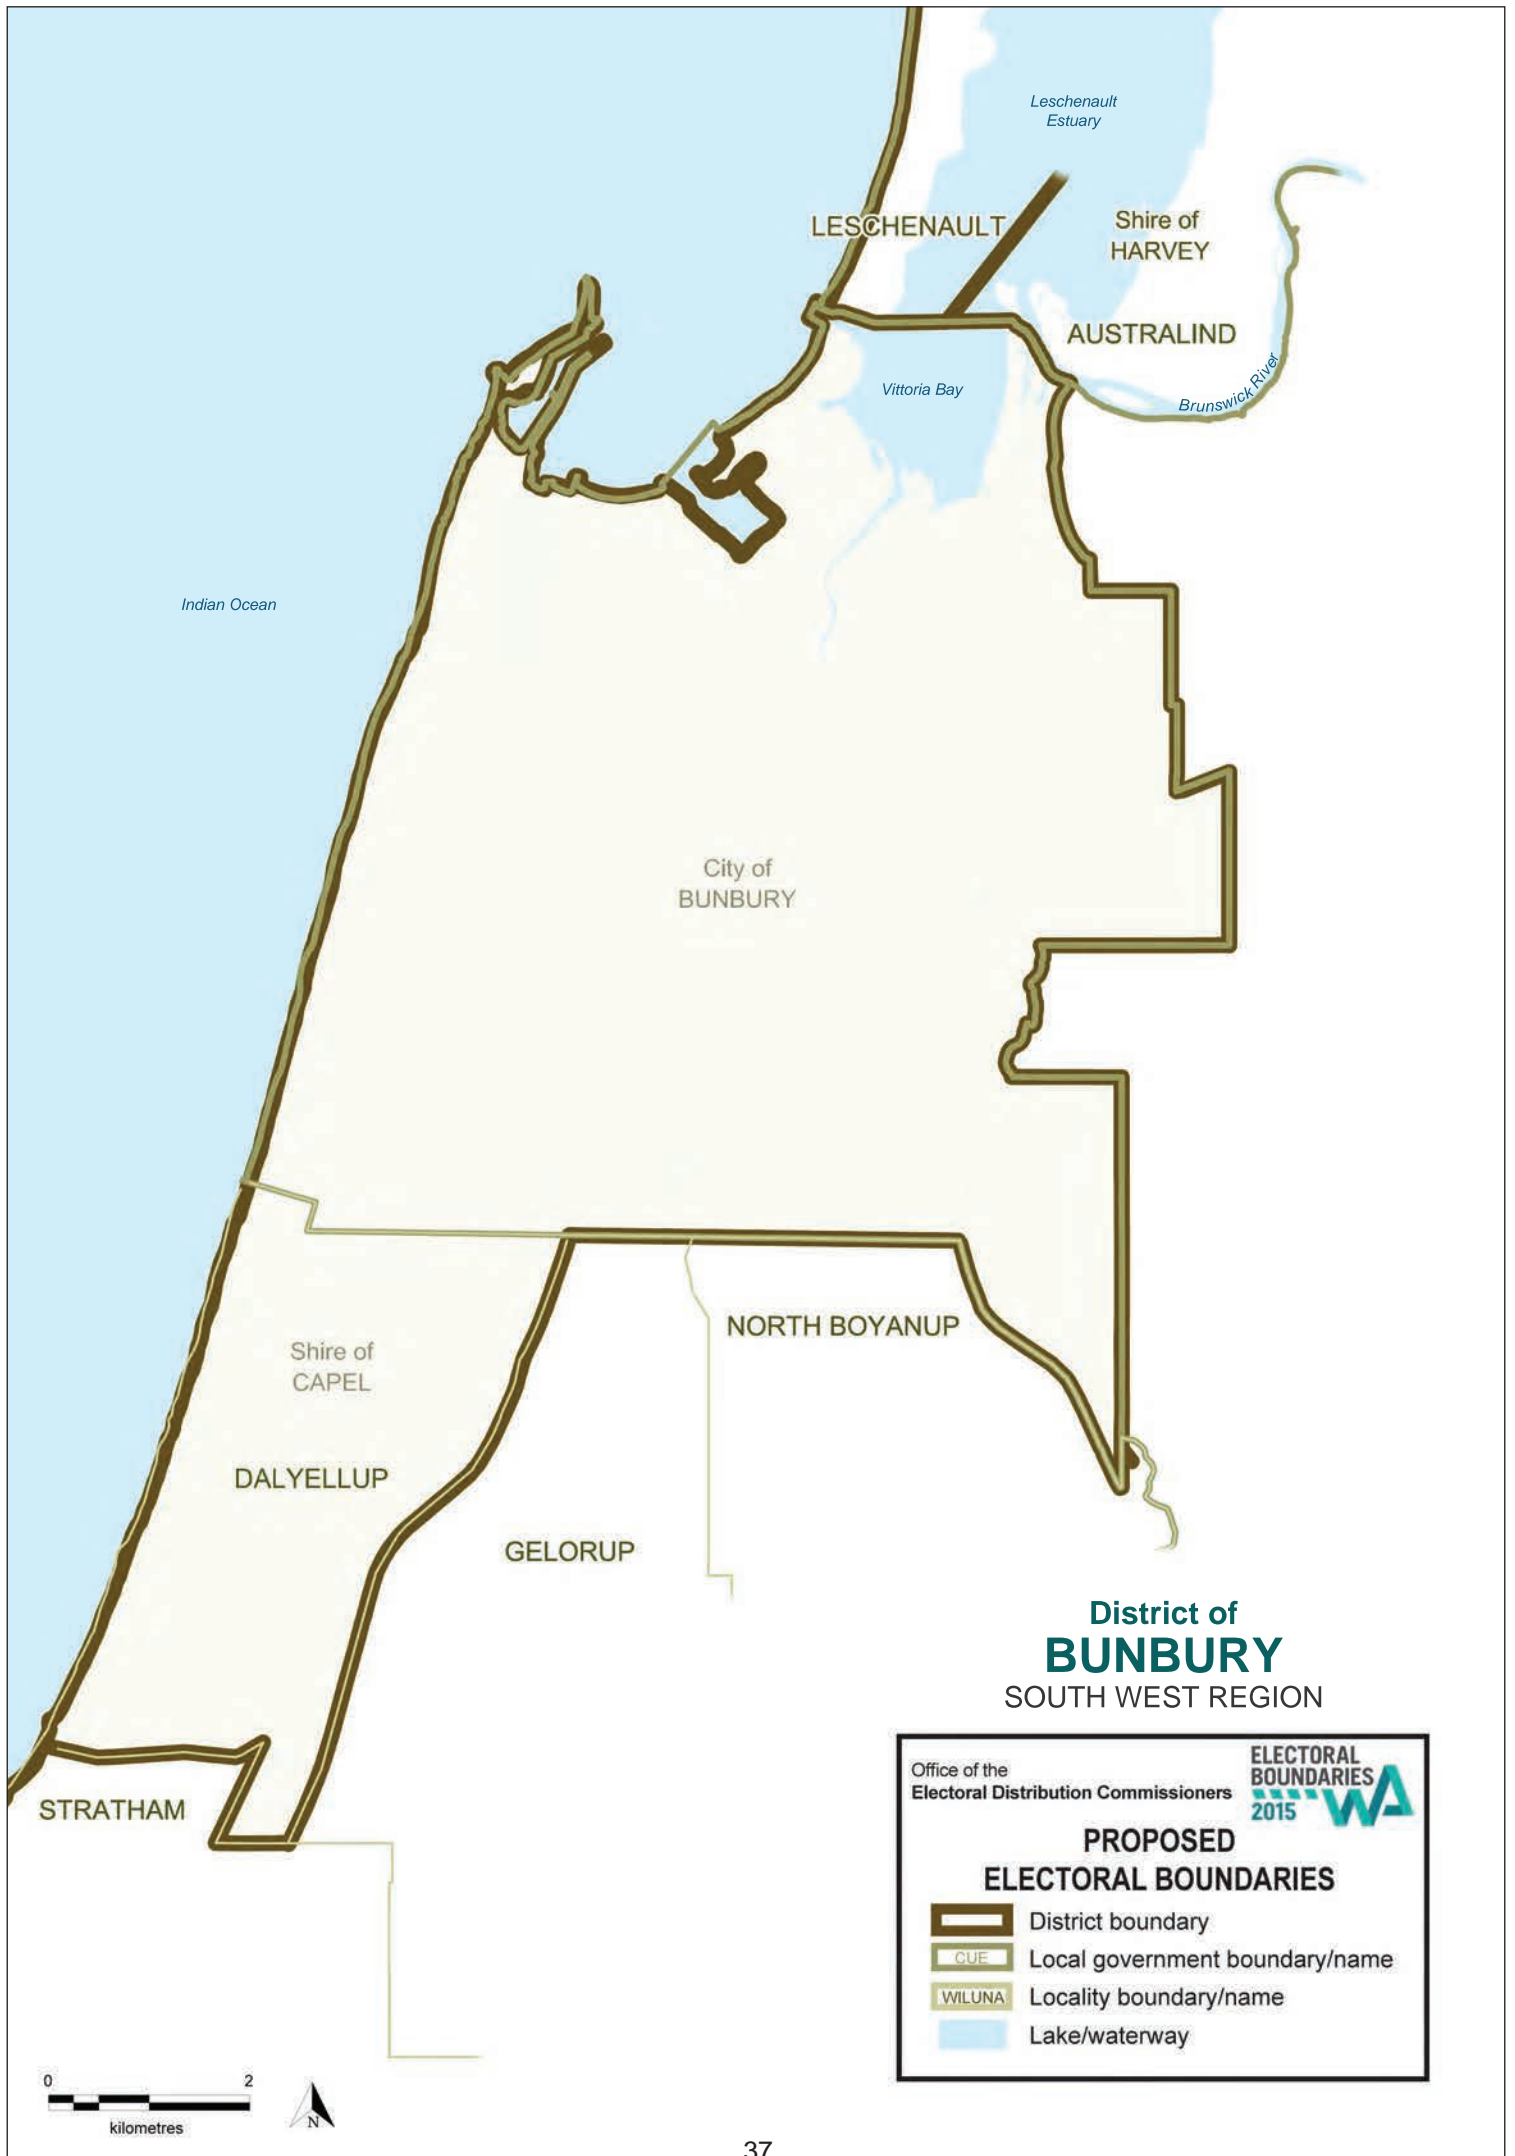 Leschenault
Estuary
LESCHENAULT
Shire of
HARVEY
AUSTRALIND
Brunswick River
Vittoria Bay
Indian Ocean
City of
BUNBURY
NORTH BOYANUP
Shire of
CAPEL
DALYELLUP
GELORUP
STRATHAM
District of
BUNBURY
SOUTH WEST REGION
Office of the
Electoral Distribution Commissioners
ELECTORAL
BOUNDARIES
2015 WA
PROPOSED
ELECTORAL BOUNDARIES
District boundary
CUE Local government boundary/name
WILUNA Locality boundary/name
Lake/waterway
0 2
kilometres
N
37